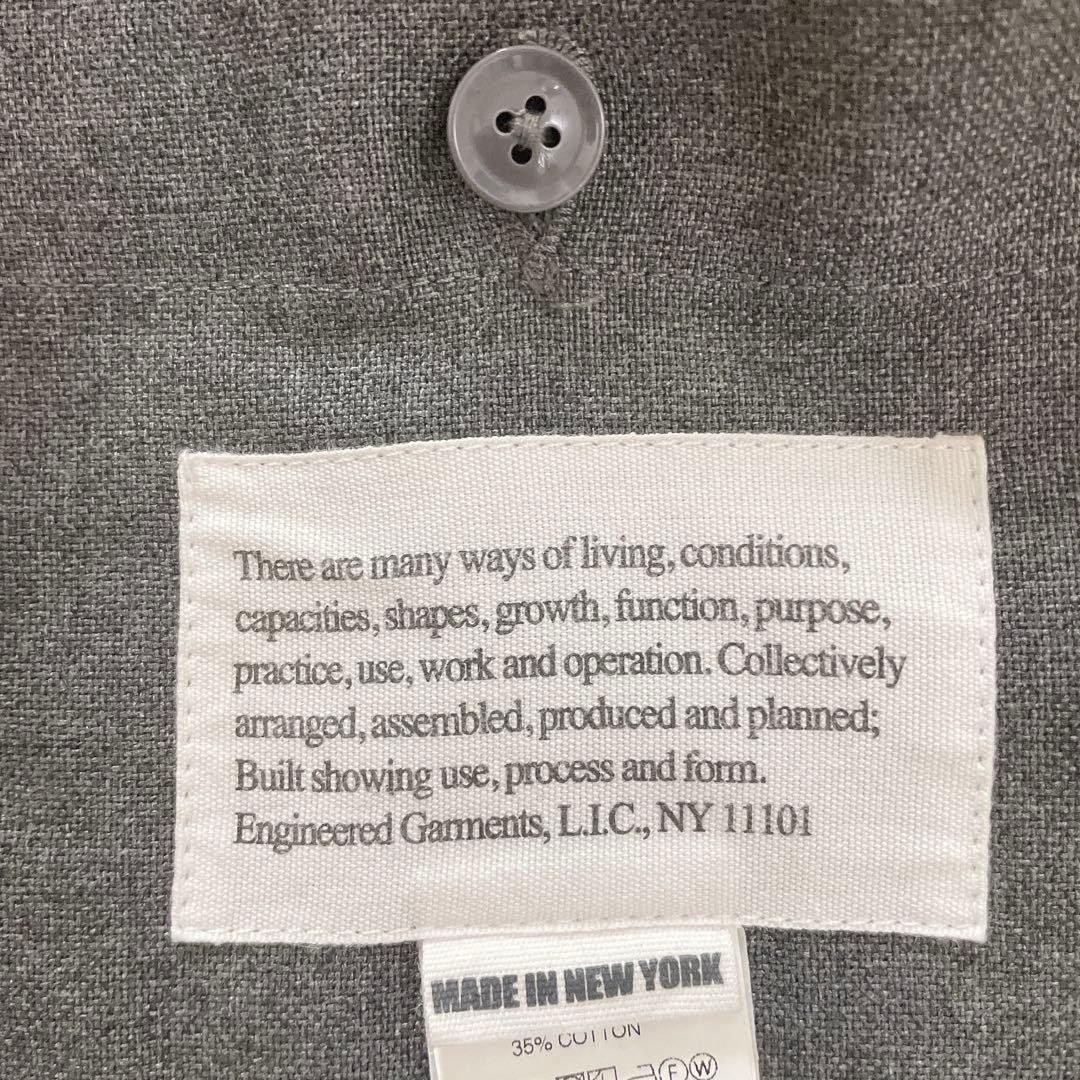 There are many ways of living, conditions,
capacities, shapes, growth, function, purpose,
practice, use, work and operation. Collectively
arranged, assembled, produced and planned;
Built showing use, process and form.
Engineered Garments, L.I.C., NY 11101
MADE IN NEW YORK
35% COTTON
F W